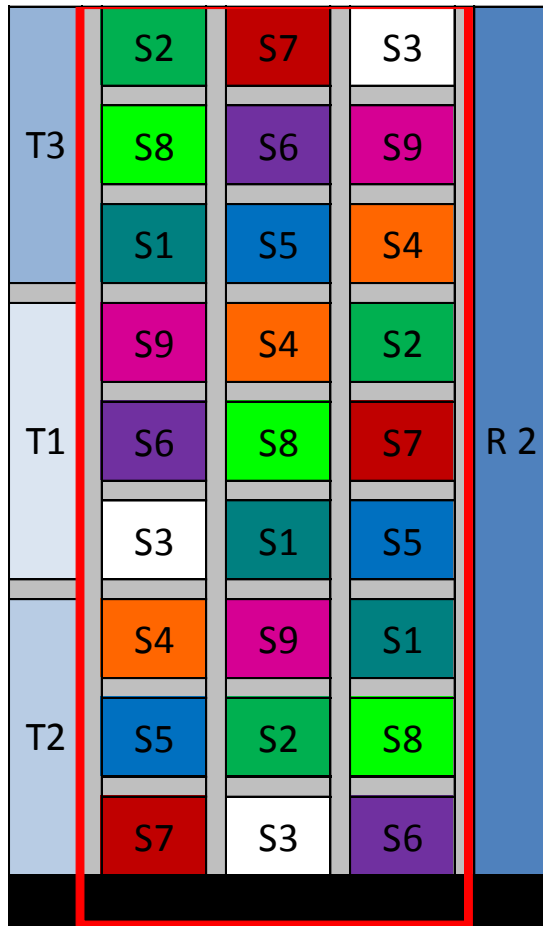 S2 S7 S3
T3 S8 S6 S9
S1 S5 S4
S9 S4 S2
T1 S6 S8 S7 R 2
S3 S1 S5
S4 S9 S1
T2 S5 S2 S8
S7 S3 S6